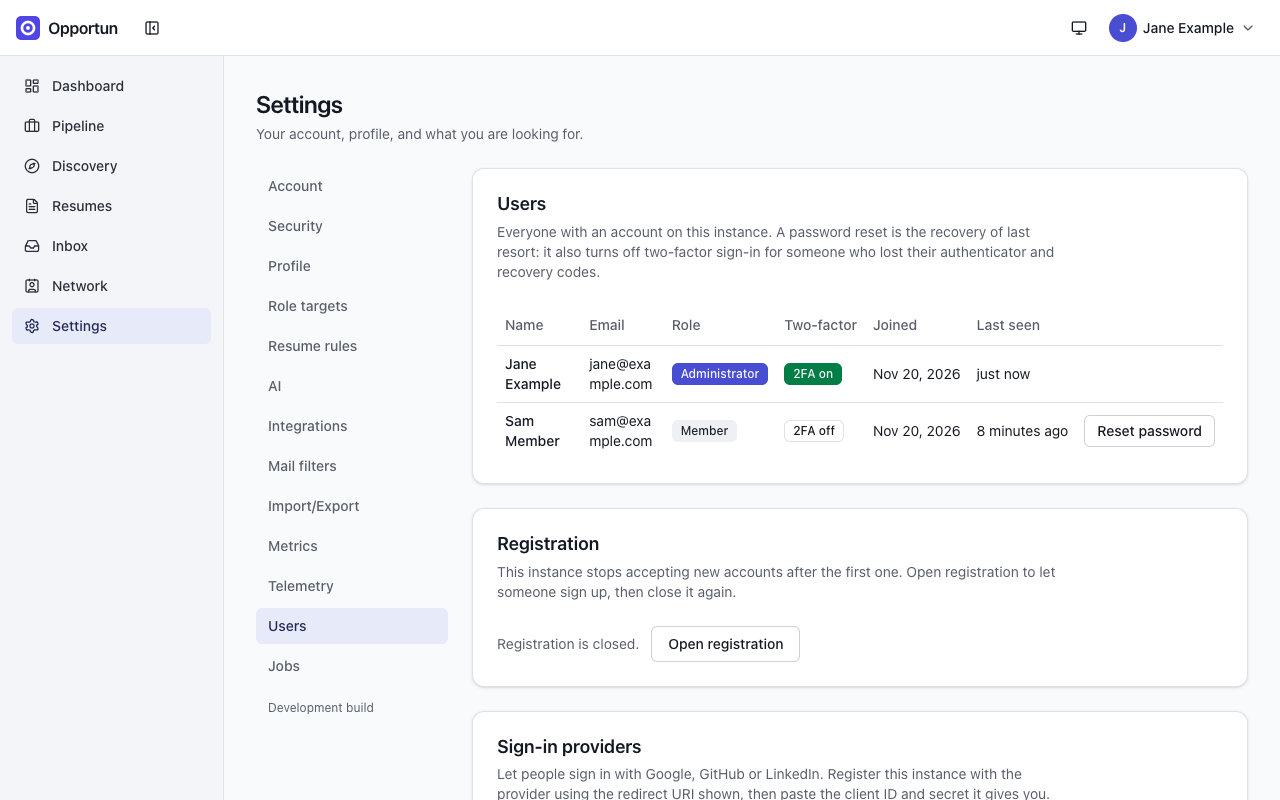 Opportun
J
Jane Example
Dashboard
Pipeline
Discovery
Resumes
Inbox
Network
Settings
Settings
Your account, profile, and what you are looking for.
Account
Security
Profile
Role targets
Resume rules
AI
Integrations
Mail filters
Import/Export
Metrics
Telemetry
Users
Jobs
Development build
Users
Everyone with an account on this instance. A password reset is the recovery of last
resort: it also turns off two-factor sign-in for someone who lost their authenticator and
recovery codes.
Name Email Role Two-factor Joined Last seen
Jane Example jane@exa
mple.com Administrator 2FA on Nov 20, 2026 just now
Sam Member sam@exa
mple.com Member 2FA off Nov 20, 2026 8 minutes ago Reset password
Registration
This instance stops accepting new accounts after the first one. Open registration to let
someone sign up, then close it again.
Registration is closed. Open registration
Sign-in providers
Let people sign in with Google, GitHub or LinkedIn. Register this instance with the
provider using the redirect URI shown, then paste the client ID and secret it gives you.